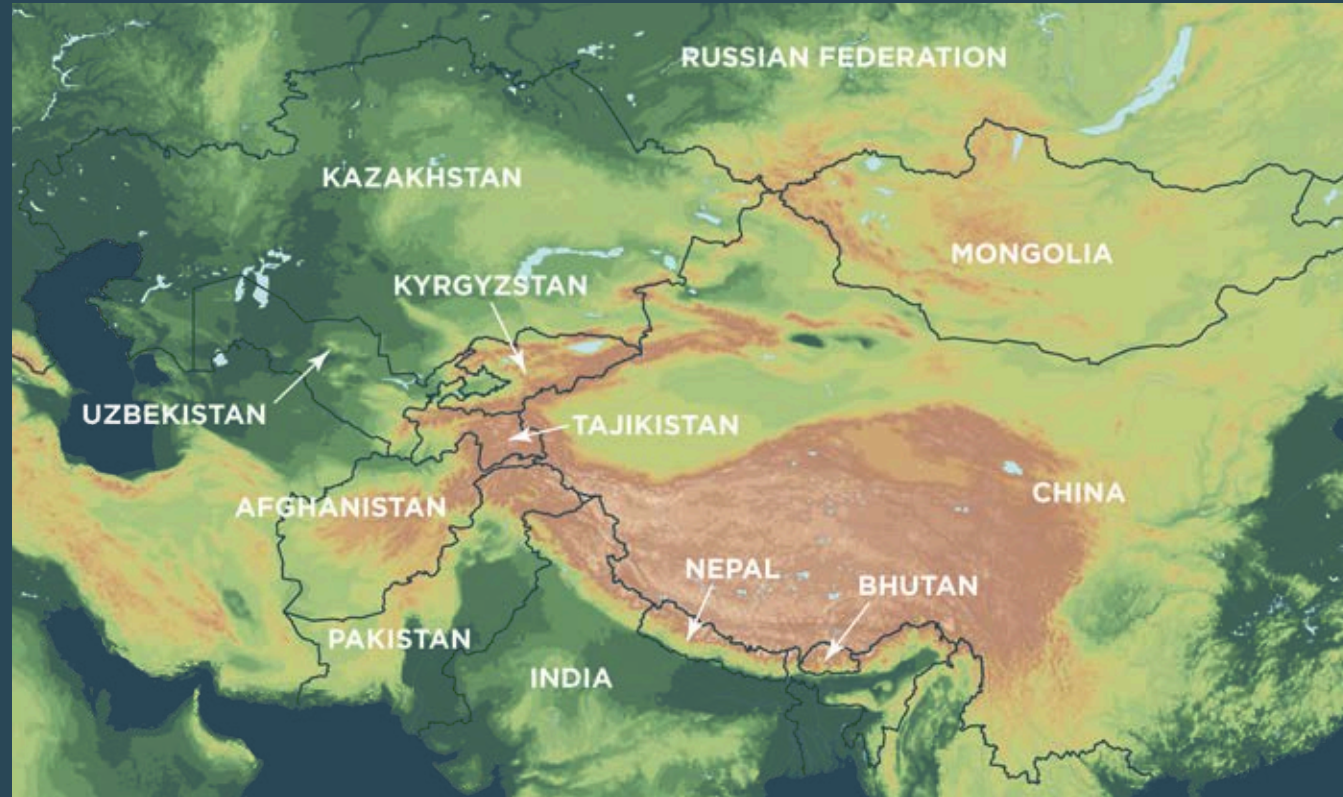 RUSSIAN FEDERATION
KAZAKHSTAN
MONGOLIA
KYRGYZSTAN
UZBEKISTAN
TAJIKISTAN
CHINA
AFGHANISTAN
NEPAL
BHUTAN
PAKISTAN
INDIA